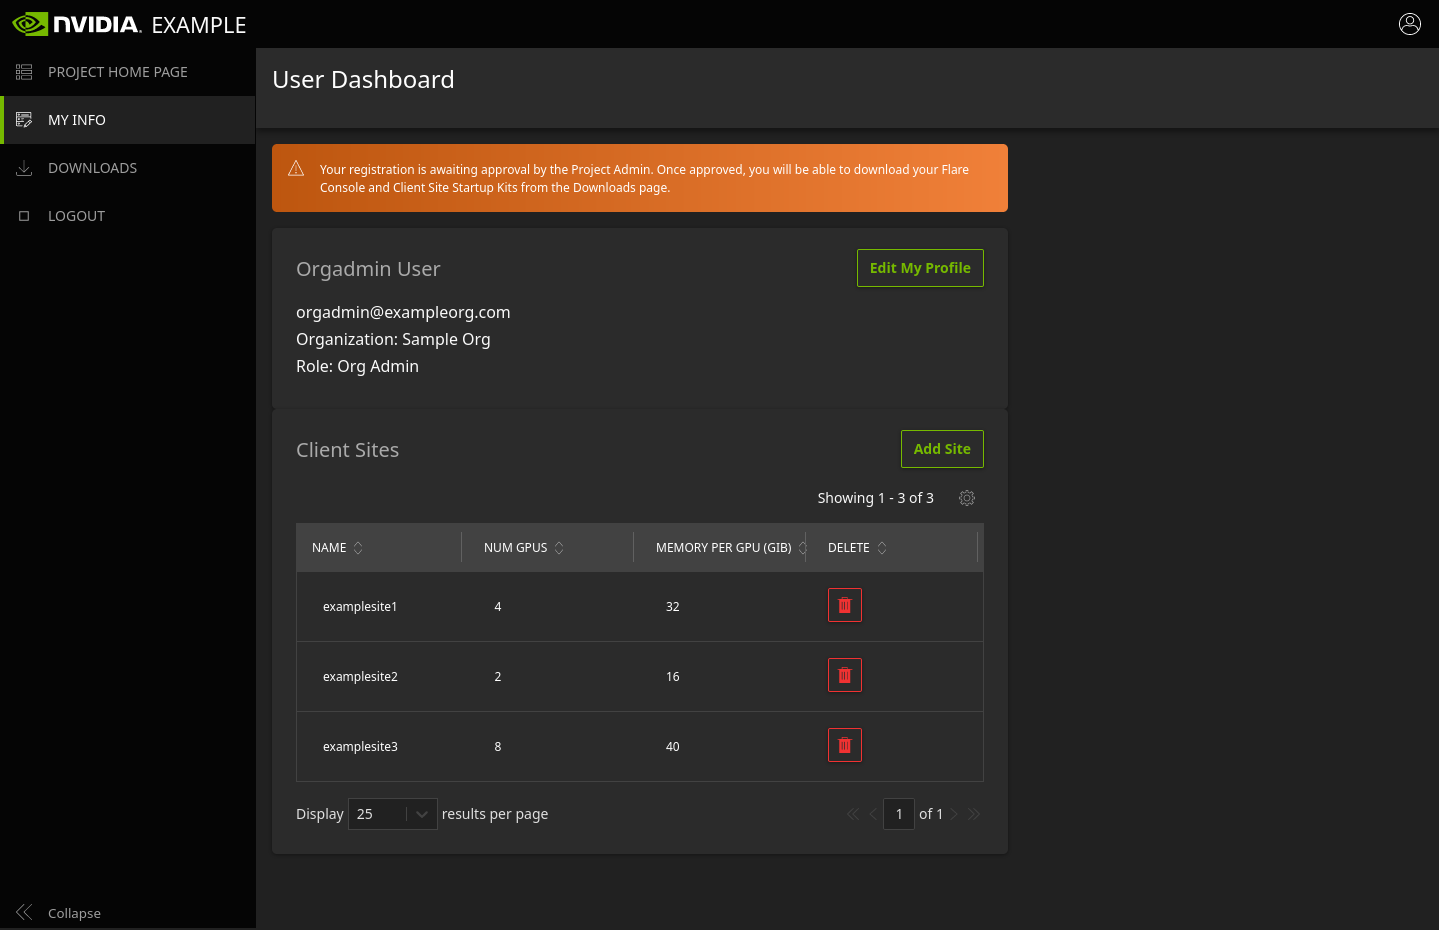 NVIDIA. EXAMPLE
PROJECT HOME PAGE
MY INFO
DOWNLOADS
LOGOUT
Collapse
User Dashboard
Your registration is awaiting approval by the Project Admin. Once approved, you will be able to download your Flare
Console and Client Site Startup Kits from the Downloads page.
Orgadmin User
Edit My Profile
orgadmin@exampleorg.com
Organization: Sample Org
Role: Org Admin
Client Sites
Add Site
Showing 1 - 3 of 3
NAME NUM GPUS MEMORY PER GPU (GIB) DELETE
examplesite1 4 32
examplesite2 2 16
examplesite3 8 40
Display 25 results per page 1 of 1